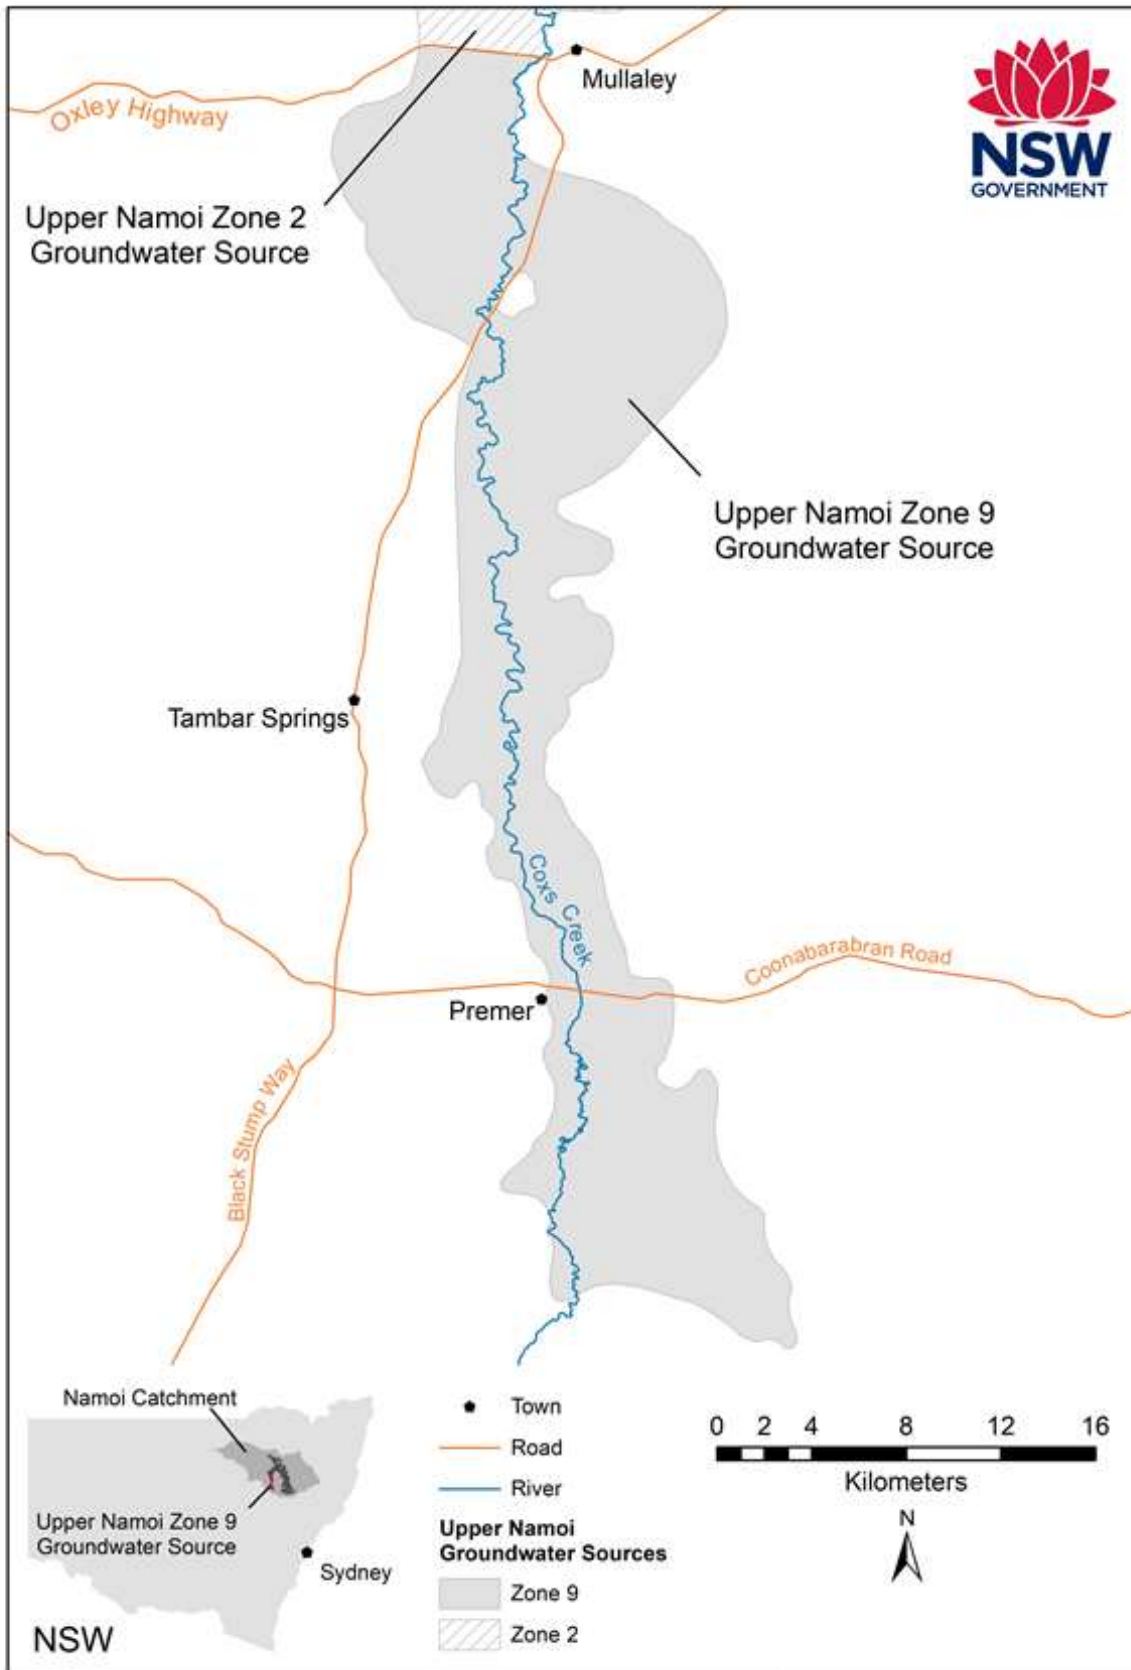 Mullaley
Oxley Highway
NSW
GOVERNMENT
Upper Namoi Zone 2
Groundwater Source
Upper Namoi Zone 9
Groundwater Source
Tambar Springs
Coxs Creek
Coonabarabran Road
Premer
Black Stump Way
Namoi Catchment
Upper Namoi Zone 9
Groundwater Source
Sydney
NSW
Town
Road
River
Upper Namoi
Groundwater Sources
Zone 9
Zone 2
0 2 4 8 12 16
Kilometers
N